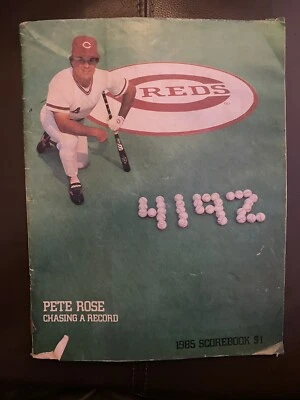 REDS
4192
PETE ROSE
CHASING A RECORD
1985 SCOREBOOK $1